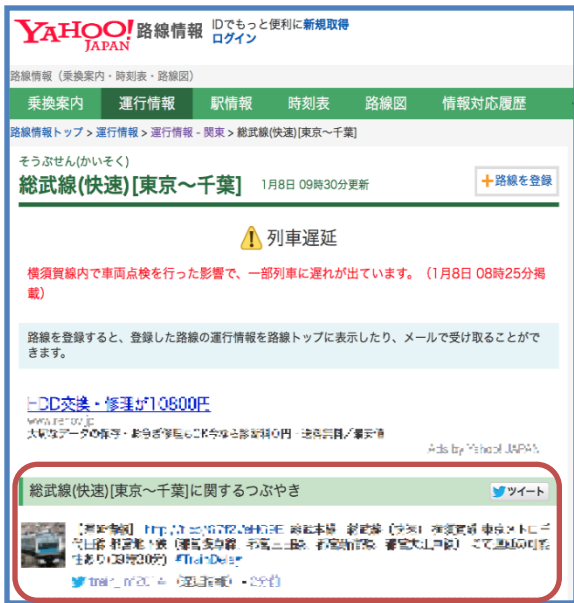 YAHOO! JAPAN 路線情報 IDでもっと便利に新規取得
ログイン
路線情報（乗換案内・時刻表・路線図）
乗換案内 運行情報 駅情報 時刻表 路線図 情報対応履歴
路線情報トップ > 運行情報 > 運行情報 - 関東 > 総武線(快速)[東京〜千葉]
そうぶせん(かいそく)
総武線(快速)[東京〜千葉] 1月8日 09時30分更新
+路線を登録
列車遅延
横須賀線内で車両点検を行った影響で、一部列車に遅れが出ています。（1月8日 08時25分掲
載）
路線を登録すると、登録した路線の運行情報を路線トップに表示したり、メールで受け取ることがで
きます。
HDD交換・修理が10800円
Ads by Yahoo! JAPAN
総武線(快速)[東京〜千葉]に関するつぶやき ツイート
#TrainDelay
2分前